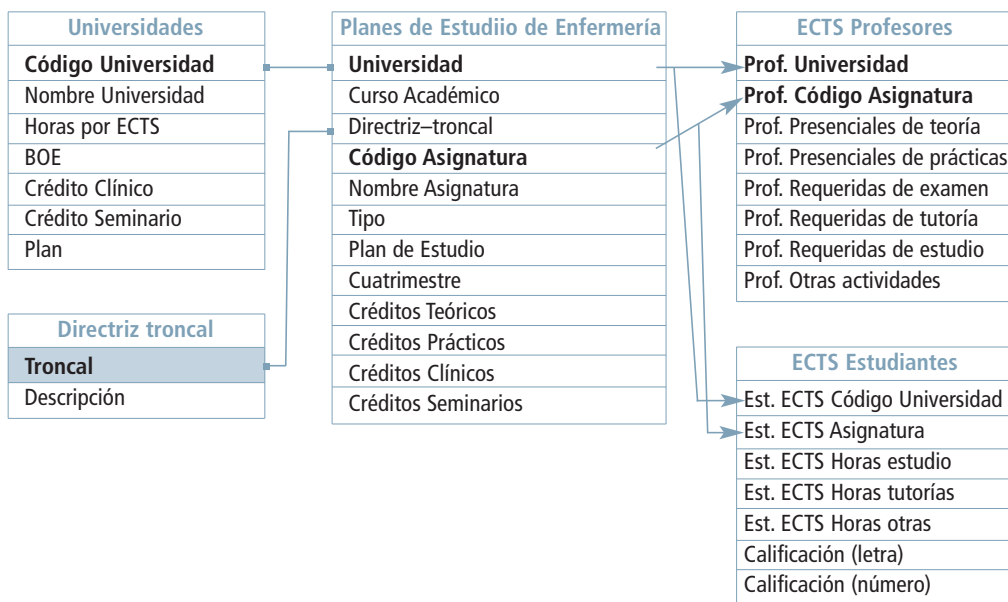 Universidades
Código Universidad
Nombre Universidad
Horas por ECTS
BOE
Crédito Clínico
Crédito Seminario
Plan
Directriz troncal
Troncal
Descripción
Planes de Estudiio de Enfermería
Universidad
Curso Académico
Directriz–troncal
Código Asignatura
Nombre Asignatura
Tipo
Plan de Estudio
Cuatrimestre
Créditos Teóricos
Créditos Prácticos
Créditos Clínicos
Créditos Seminarios
ECTS Profesores
Prof. Universidad
Prof. Código Asignatura
Prof. Presenciales de teoría
Prof. Presenciales de prácticas
Prof. Requeridas de examen
Prof. Requeridas de tutoría
Prof. Requeridas de estudio
Prof. Otras actividades
ECTS Estudiantes
Est. ECTS Código Universidad
Est. ECTS Asignatura
Est. ECTS Horas estudio
Est. ECTS Horas tutorías
Est. ECTS Horas otras
Calificación (letra)
Calificación (número)